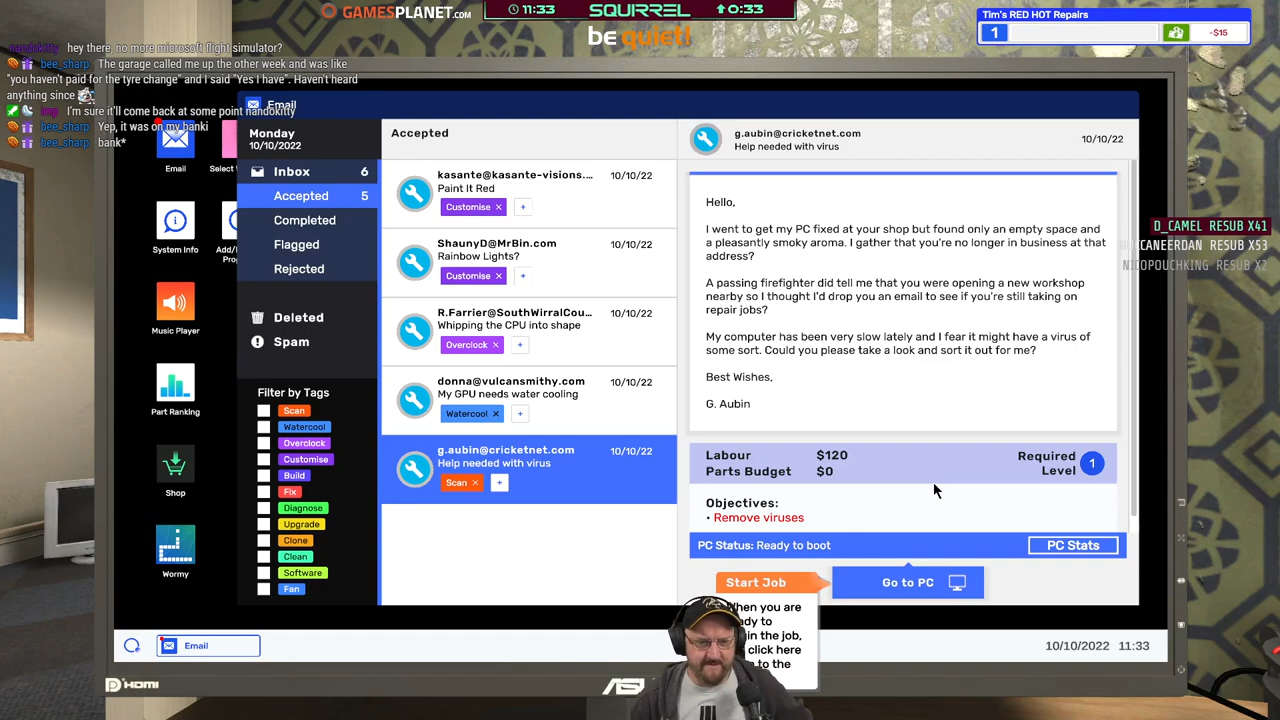 GAMESPLANET.COM
11:33
SQUIRREL
0:33
be quiet!
Tim's RED HOT Repairs
1
-$15
nandokitty hey there, no more microsoft flight simulator?
bee_sharp: The garage called me up the other week and was like
"you haven't paid for the tyre change" and I said "Yes I have". Haven't heard
anything since
imp I'm sure it'll come back at some point nandokitty
bee_sharp: Yep, it was on my banki
bee_sharp: bank*
D_CAMEL RESUB X41
RESUB X53
NICOPOUCHKING RESUB X2
Email
System Info
Add/
Music Player
Part Ranking
Shop
Wormy
Email
Monday
10/10/2022
Inbox 6
Accepted 5
Completed
Flagged
Rejected
Deleted
Spam
Filter by Tags
Scan
Watercool
Overclock
Customise
Build
Fix
Diagnose
Upgrade
Clone
Clean
Software
Fan
Accepted
kasante@kasante-visions.... 10/10/22
Paint It Red
Customise × +
ShaunyD@MrBin.com 10/10/22
Rainbow Lights?
Customise × +
R.Farrier@SouthWirralCou... 10/10/22
Whipping the CPU into shape
Overclock × +
donna@vulcansmithy.com 10/10/22
My GPU needs water cooling
Watercool × +
g.aubin@cricketnet.com 10/10/22
Help needed with virus
Scan × +
g.aubin@cricketnet.com 10/10/22
Help needed with virus
Hello,
I went to get my PC fixed at your shop but found only an empty space and
a pleasantly smoky aroma. I gather that you're no longer in business at that
address?
A passing firefighter did tell me that you were opening a new workshop
nearby so I thought I'd drop you an email to see if you're still taking on
repair jobs?
My computer has been very slow lately and I fear it might have a virus of
some sort. Could you please take a look and sort it out for me?
Best Wishes,
G. Aubin
Labour $120
Parts Budget $0
Required
Level 1
Objectives:
• Remove viruses
PC Status: Ready to boot
PC Stats
Start Job
Go to PC
When you are
in the job,
click here
to the
Email
10/10/2022 11:33
HDMI